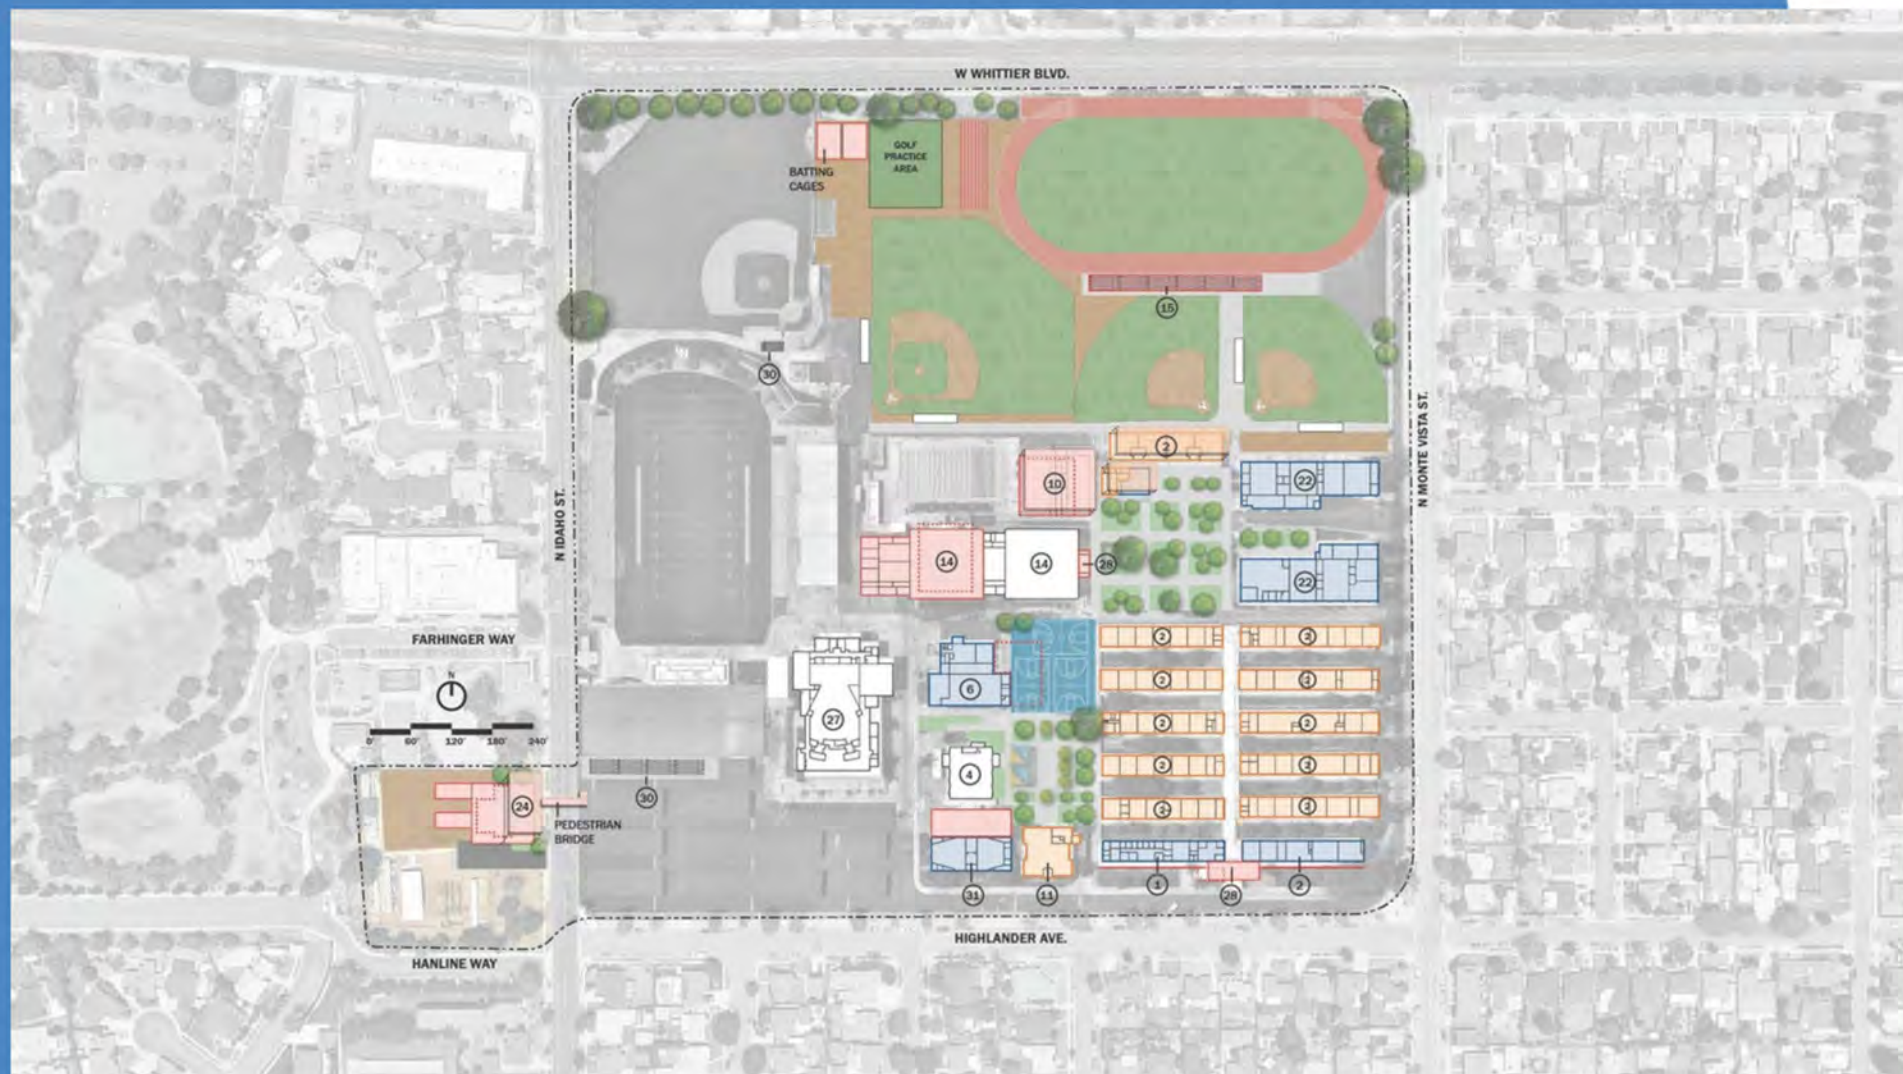 W WHITTIER BLVD.
GOLF
PRACTICE
AREA
BATTING
CAGES
15
30
N MONTE VISTA ST.
2
10
22
N IDAHO ST.
14
14
28
22
FARHINGER WAY
2
2
N
6
2
2
27
2
2
0' 60' 120' 180' 240'
4
2
2
30
24
2
2
PEDESTRIAN
BRIDGE
31
11
1
28
2
HIGHLANDER AVE.
HANLINE WAY